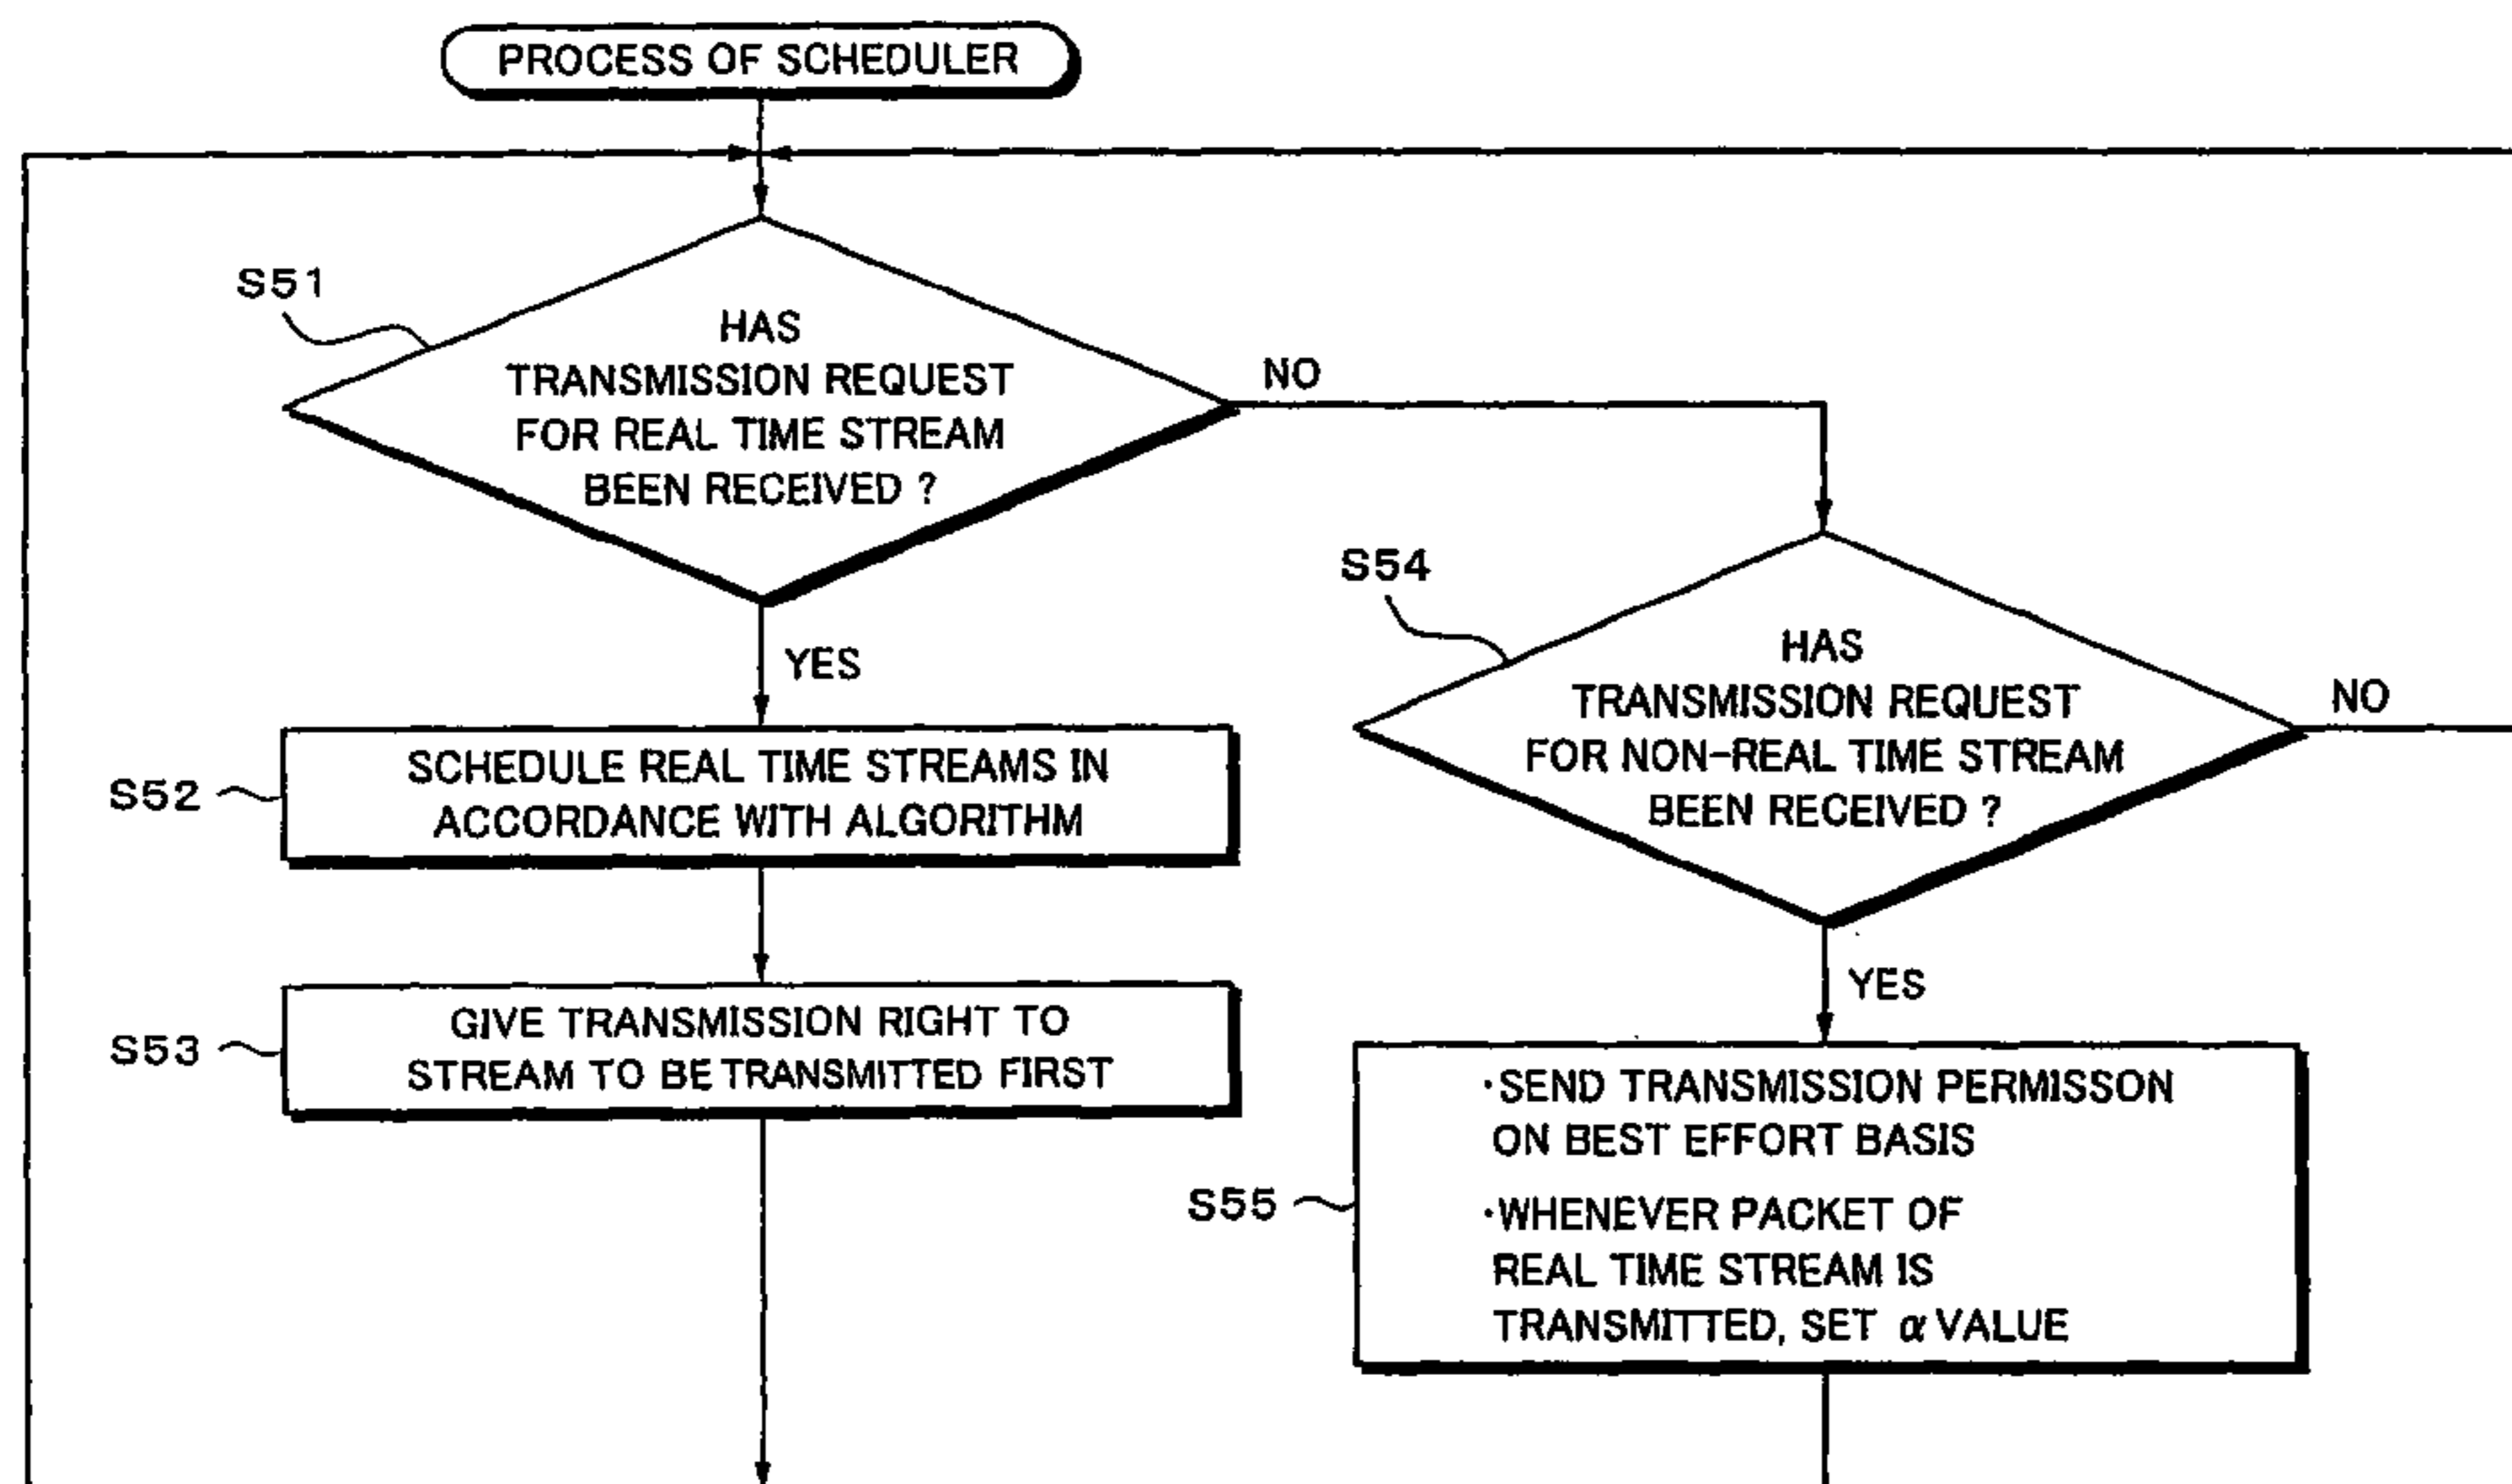 PROCESS OF SCHEDULER
S51
HAS
TRANSMISSION REQUEST
FOR REAL TIME STREAM
BEEN RECEIVED ?
NO
YES
S52
SCHEDULE REAL TIME STREAMS IN
ACCORDANCE WITH ALGORITHM
S53
GIVE TRANSMISSION RIGHT TO
STREAM TO BE TRANSMITTED FIRST
S54
HAS
TRANSMISSION REQUEST
FOR NON-REAL TIME STREAM
BEEN RECEIVED ?
NO
YES
S55
·SEND TRANSMISSION PERMISSON
ON BEST EFFORT BASIS
·WHENEVER PACKET OF
REAL TIME STREAM IS
TRANSMITTED, SET α VALUE